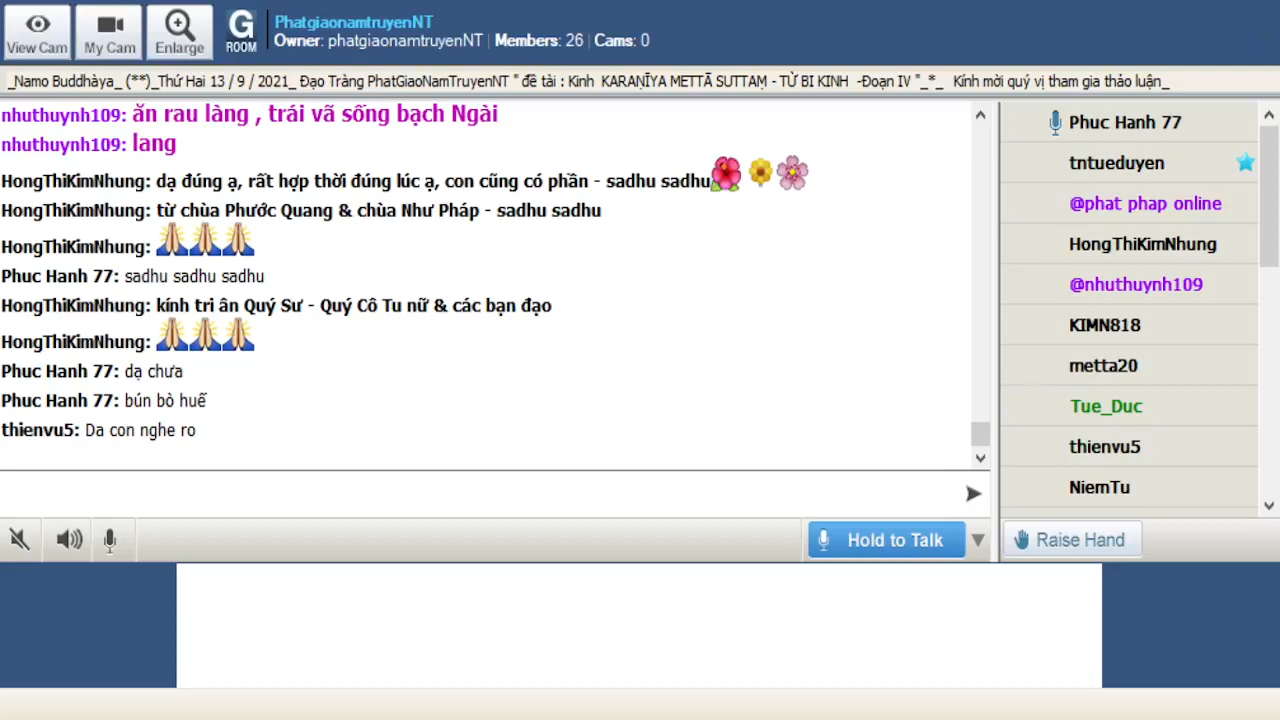 View Cam
My Cam
Enlarge
G
ROOM
PhatgiaonamtruyenNT
Owner: phatgiaonamtruyenNT | Members: 26 | Cams: 0
_Namo Buddhàya_ (**)_Thứ Hai 13 / 9 / 2021_ Đạo Tràng PhatGiaoNamTruyenNT " đề tài : Kinh KARAṆĪYA METTĀ SUTTAṂ - TỪ BI KINH -Đoạn IV "_*_ Kính mời quý vị tham gia thảo luận_
nhuthuynh109: ăn rau làng , trái vã sống bạch Ngài
nhuthuynh109: lang
HongThiKimNhung: dạ đúng ạ, rất hợp thời đúng lúc ạ, con cũng có phần - sadhu sadhu
HongThiKimNhung: từ chùa Phước Quang & chùa Như Pháp - sadhu sadhu
HongThiKimNhung:
Phuc Hanh 77: sadhu sadhu sadhu
HongThiKimNhung: kính tri ân Quý Sư - Quý Cô Tu nữ & các bạn đạo
HongThiKimNhung:
Phuc Hanh 77: dạ chưa
Phuc Hanh 77: bún bò huế
thienvu5: Da con nghe ro
Hold to Talk
Phuc Hanh 77
tntueduyen
@phat phap online
HongThiKimNhung
@nhuthuynh109
KIMN818
metta20
Tue_Duc
thienvu5
NiemTu
Raise Hand